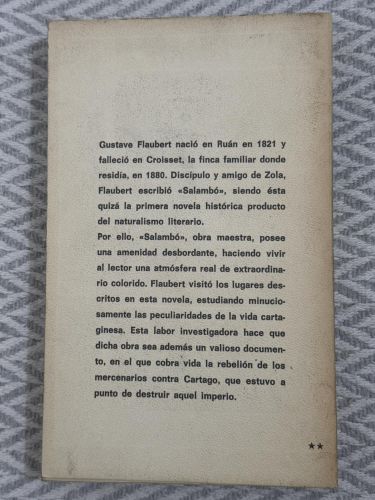 Gustave Flaubert nació en Ruán en 1821 y
falleció en Croisset, la finca familiar donde
residía, en 1880. Discípulo y amigo de Zola,
Flaubert escribió «Salambó», siendo ésta
quizá la primera novela histórica producto
del naturalismo literario.
Por ello, «Salambó», obra maestra, posee
una amenidad desbordante, haciendo vivir
al lector una atmósfera real de extraordina-
rio colorido. Flaubert visitó los lugares des-
critos en esta novela, estudiando minucio-
samente las peculiaridades de la vida carta-
ginesa. Esta labor investigadora hace que
dicha obra sea además un valioso documen-
to, en el que cobra vida la rebelión de los
mercenarios contra Cartago, que estuvo a
punto de destruir aquel imperio.
★★